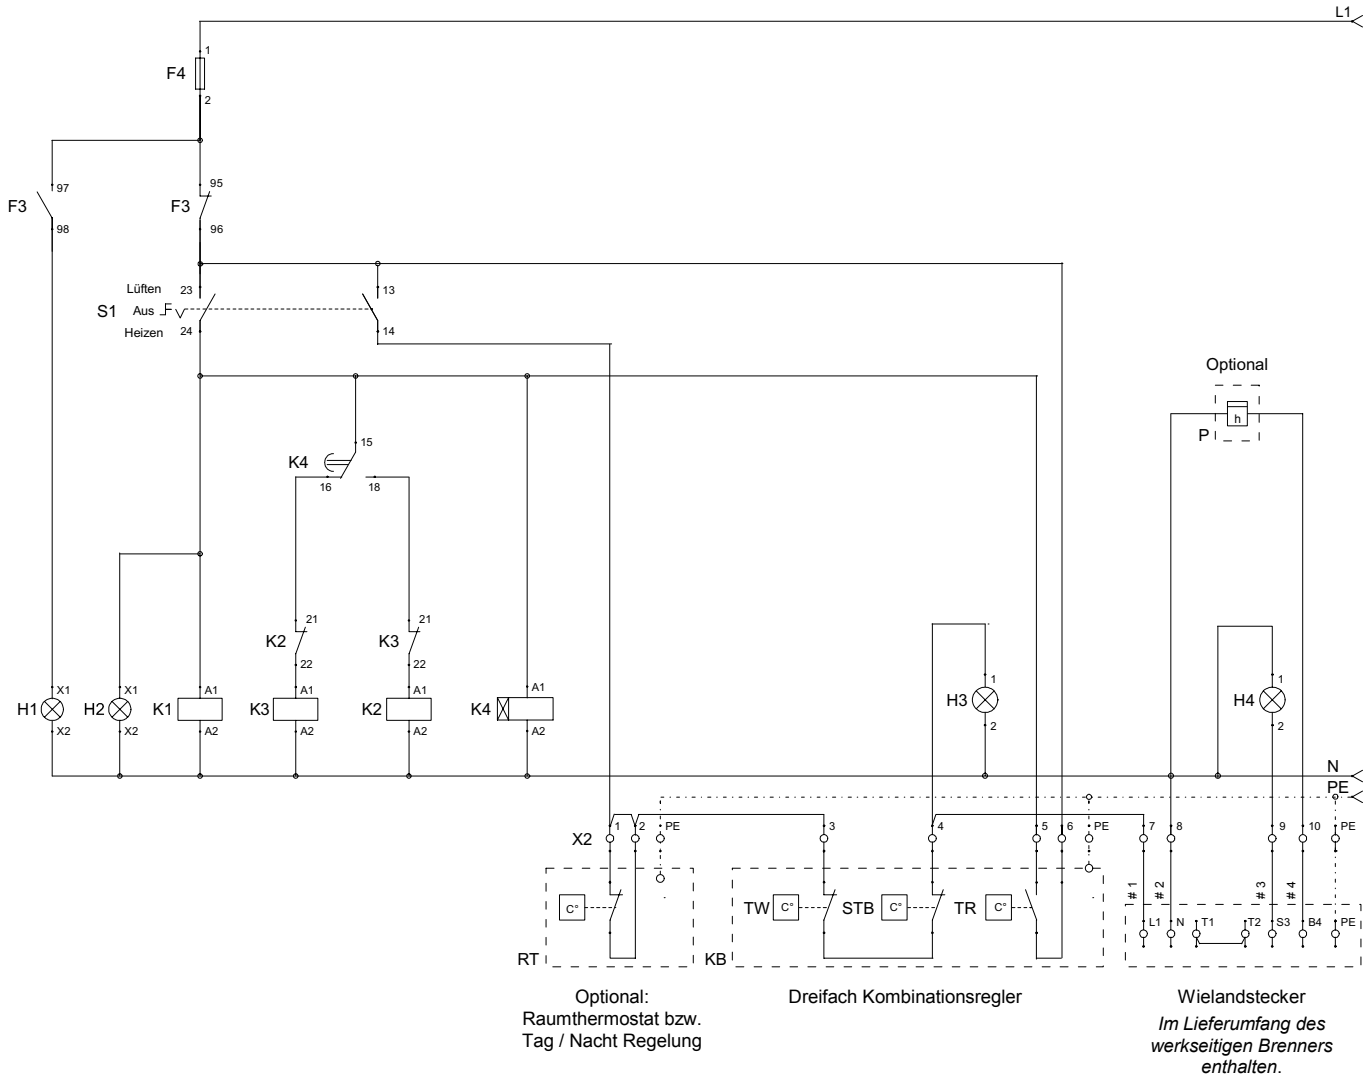 L1
1
F4
2
97
95
F3
F3
98
96
Lüften
23
13
S1
Aus
Heizen
24
14
Optional
h
P
15
K4
16
18
21
21
K2
K3
22
22
X1
X1
A1
A1
A1
A1
1
1
H1
H2
K1
K3
K2
K4
H3
H4
X2
X2
A2
A2
A2
A2
2
2
N
PE
X2
1
2
PE
3
4
5
6
PE
7
8
9
10
PE
# 1
# 2
# 3
# 4
C°
TW
C°
STB
C°
TR
C°
L1
N
T1
T2
S3
B4
PE
RT
KB
Optional:
Raumthermostat bzw.
Tag / Nacht Regelung
Dreifach Kombinationsregler
Wielandstecker
Im Lieferumfang des
werkseitigen Brenners
enthalten.